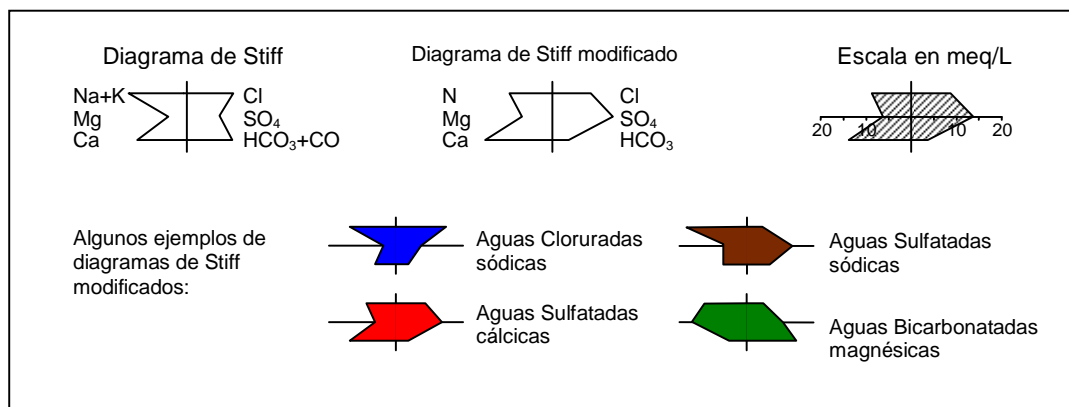 Diagrama de Stiff
Diagrama de Stiff modificado
Escala en meq/L
Na+K
Mg
Ca
Cl
SO₄
HCO₃+CO
N
Mg
Ca
Cl
SO₄
HCO₃
20 10 10 20
Algunos ejemplos de
diagramas de Stiff
modificados:
Aguas Cloruradas
sódicas
Aguas Sulfatadas
sódicas
Aguas Sulfatadas
cálcicas
Aguas Bicarbonatadas
magnésicas